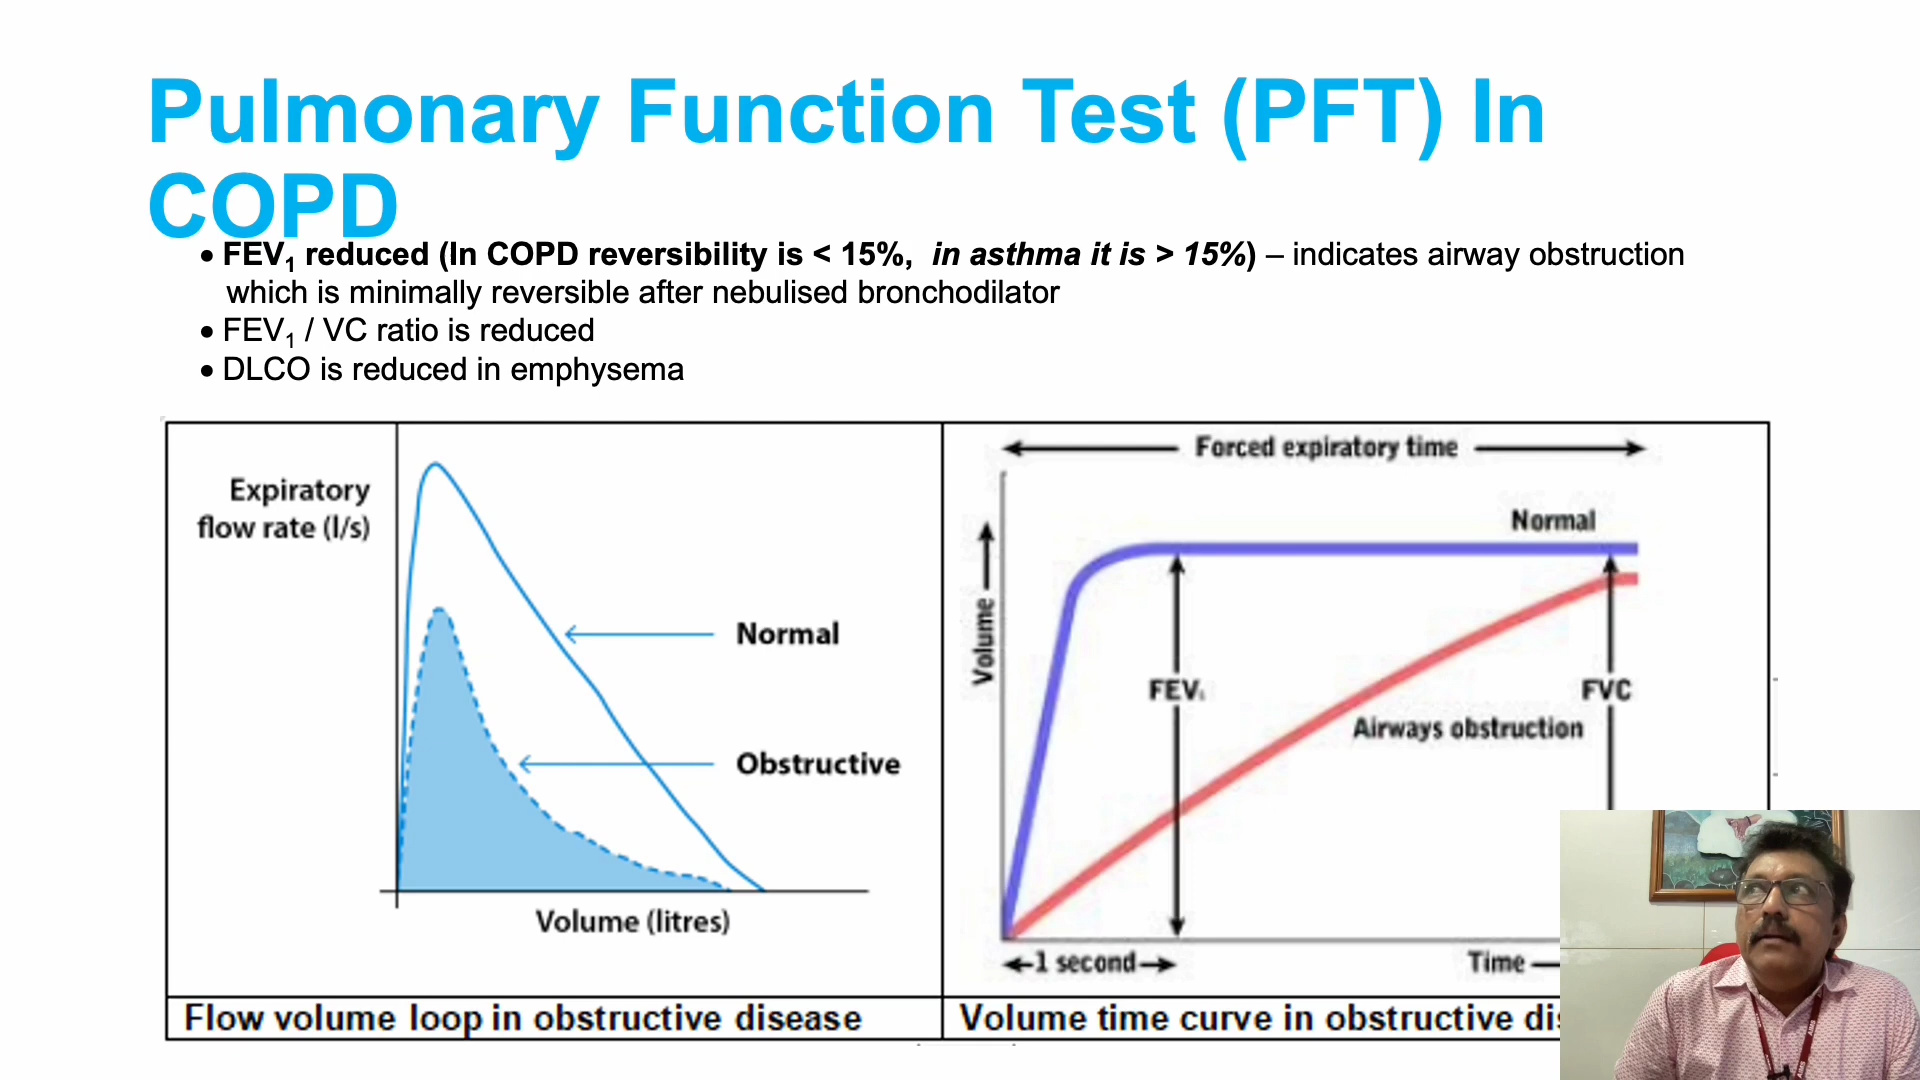 Pulmonary Function Test (PFT) In
COPD
• FEV₁ reduced (In COPD reversibility is < 15%, in asthma it is > 15%) – indicates airway obstruction
which is minimally reversible after nebulised bronchodilator
• FEV₁ / VC ratio is reduced
• DLCO is reduced in emphysema
Expiratory
flow rate (l/s)
Normal
Obstructive
Volume (litres)
Flow volume loop in obstructive disease
Forced expiratory time
Normal
Volume
FEV₁
FVC
Airways obstruction
1 second
Time
Volume time curve in obstructive